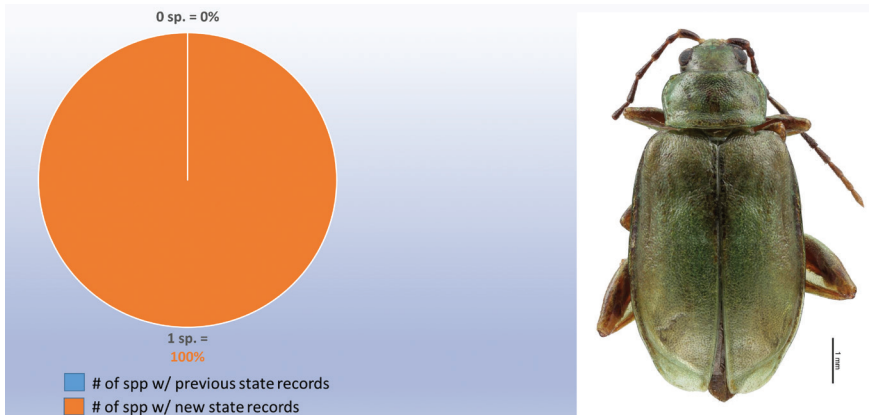 0 sp. = 0%
1 sp. =
100%
# of spp w/ previous state records
# of spp w/ new state records
1 mm